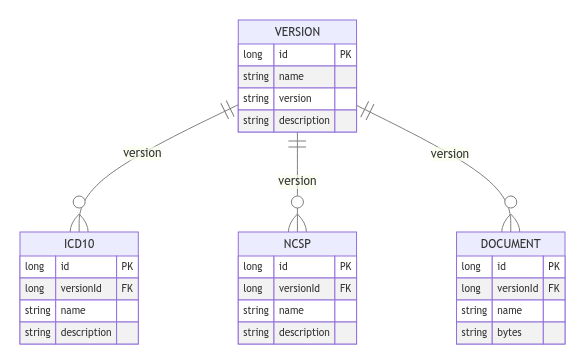 VERSION
long id PK
string name
string version
string description
version version version
ICD10 NCSP DOCUMENT
long id PK long id PK long id PK
long versionId FK long versionId FK long versionId FK
string name string name string name
string description string description string bytes